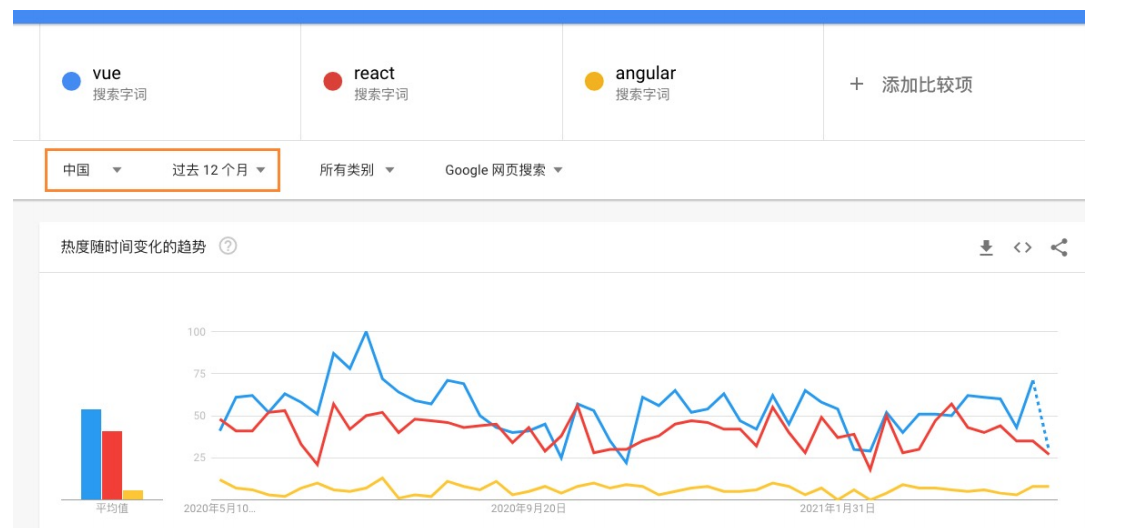 vue
搜索字词
react
搜索字词
angular
搜索字词
+ 添加比较项
中国
过去 12 个月
所有类别
Google 网页搜索
热度随时间变化的趋势 ?
100
75
50
25
平均值
2020年5月10...
2020年9月20日
2021年1月31日